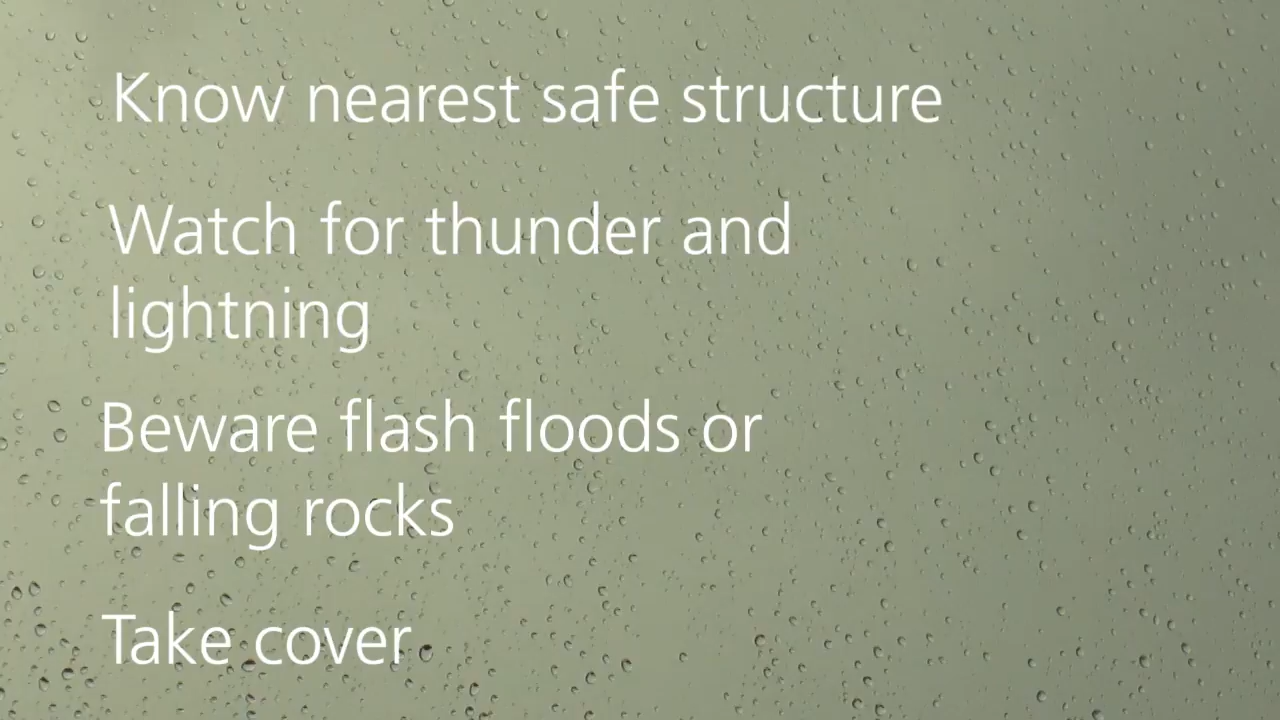 Know nearest safe structure
Watch for thunder and
lightning
Beware flash floods or
falling rocks
Take cover